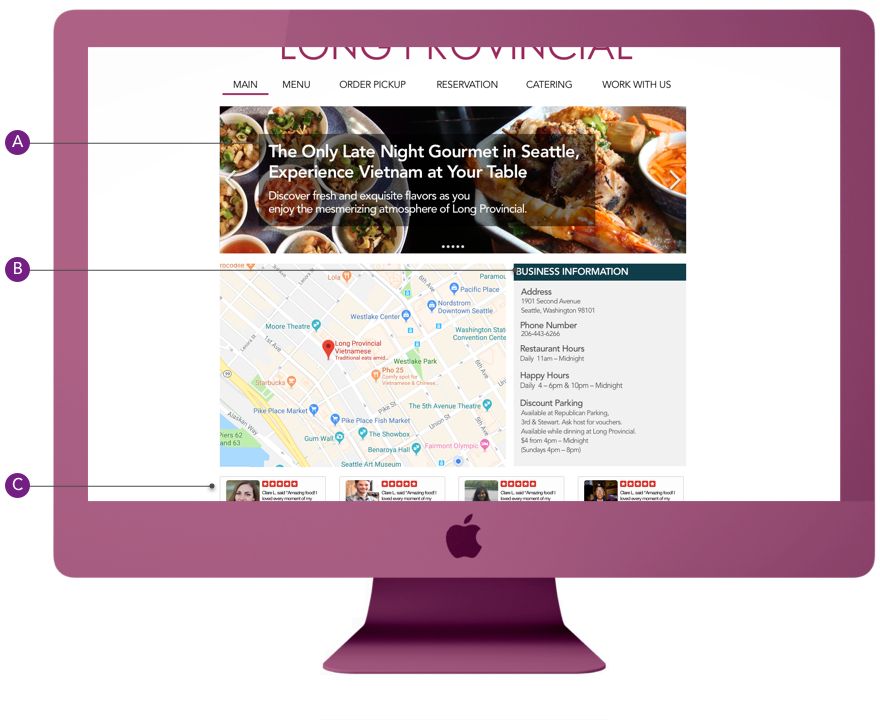 LONG PROVINCIAL
MAIN MENU ORDER PICKUP RESERVATION CATERING WORK WITH US
A
The Only Late Night Gourmet in Seattle,
Experience Vietnam at Your Table
Discover fresh and exquisite flavors as you
enjoy the mesmerizing atmosphere of Long Provincial.
B
Lola
6th Ave
Pacific Place
Nordstrom
Downtown Seattle
Westlake Center
Moore Theatre
Washington State
Convention Cente
1st Ave
Long Provincial
Vietnamese
Traditional eats amid...
Westlake Park
Pho 25
Comfy spot for
Vietnamese & Chinese...
Starbucks
Pike St
The 5th Avenue Theatre
Pike Place Market
Pike Place Fish Market
Alaskan Way
Union St
9th Ave
Piers 62
and 63
Gum Wall
The Showbox
Benaroya Hall
Fairmont Olympic
Seattle Art Museum
BUSINESS INFORMATION
Address
1901 Second Avenue
Seattle, Washington 98101
Phone Number
206-443-6266
Restaurant Hours
Daily 11am – Midnight
Happy Hours
Daily 4 – 6pm & 10pm – Midnight
Discount Parking
Available at Republican Parking,
3rd & Stewart. Ask host for vouchers.
Available while dinning at Long Provincial.
$4 from 4pm – Midnight
(Sundays 4pm – 8pm)
C
Clare L. said "Amazing food! I
loved every moment of my
Clare L. said "Amazing food! I
loved every moment of my
Clare L. said "Amazing food! I
loved every moment of my
Clare L. said "Amazing food! I
loved every moment of my